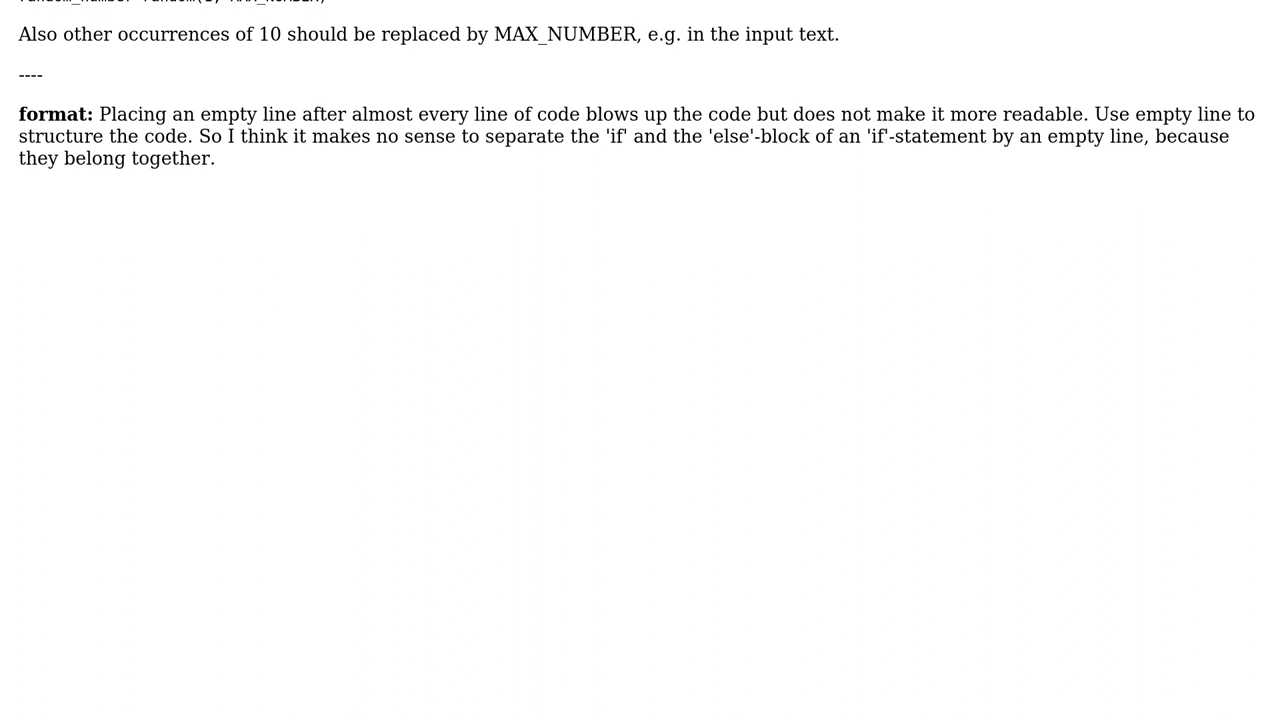 Also other occurrences of 10 should be replaced by MAX_NUMBER, e.g. in the input text.
----
format: Placing an empty line after almost every line of code blows up the code but does not make it more readable. Use empty line to
structure the code. So I think it makes no sense to separate the 'if' and the 'else'-block of an 'if'-statement by an empty line, because
they belong together.